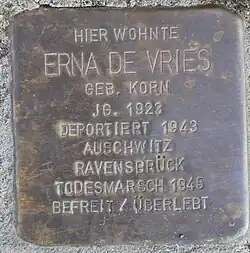 HIER WOHNTE
ERNA DE VRIES
GEB. KORN
JG. 1923
DEPORTIERT 1943
AUSCHWITZ
RAVENSBRÜCK
TODESMARSCH 1945
BEFREIT / ÜBERLEBT